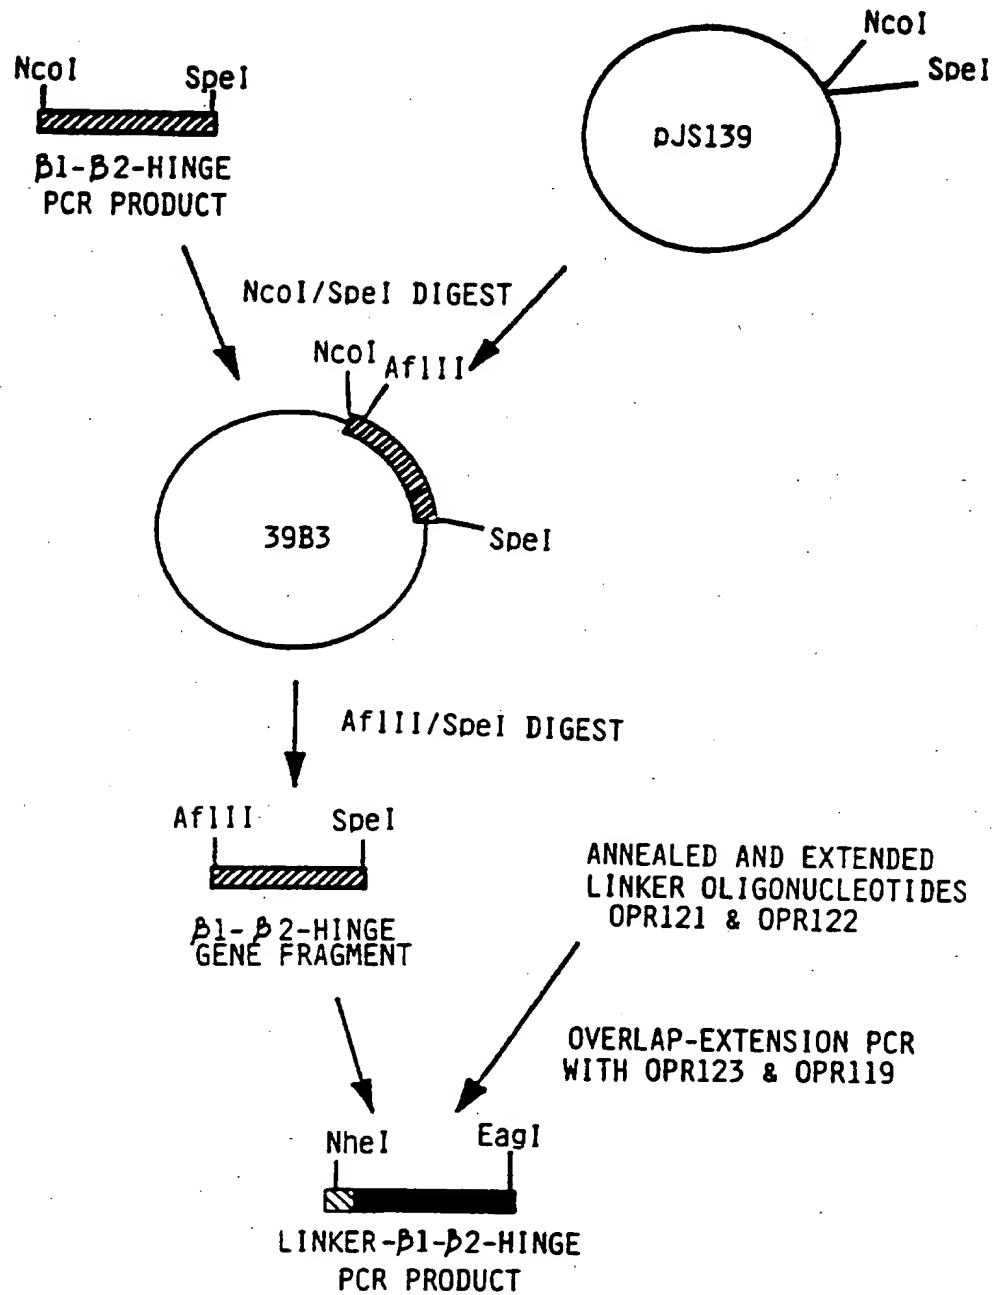 NcoI
SpeI
β1-β2-HINGE
PCR PRODUCT
NcoI
SpeI
pJS139
NcoI/SpeI DIGEST
NcoI
AflII
39B3
SpeI
AflII/SpeI DIGEST
AflII
SpeI
β1-β2-HINGE
GENE FRAGMENT
ANNEALED AND EXTENDED
LINKER OLIGONUCLEOTIDES
OPR121 & OPR122
OVERLAP-EXTENSION PCR
WITH OPR123 & OPR119
NheI
EagI
LINKER-β1-β2-HINGE
PCR PRODUCT